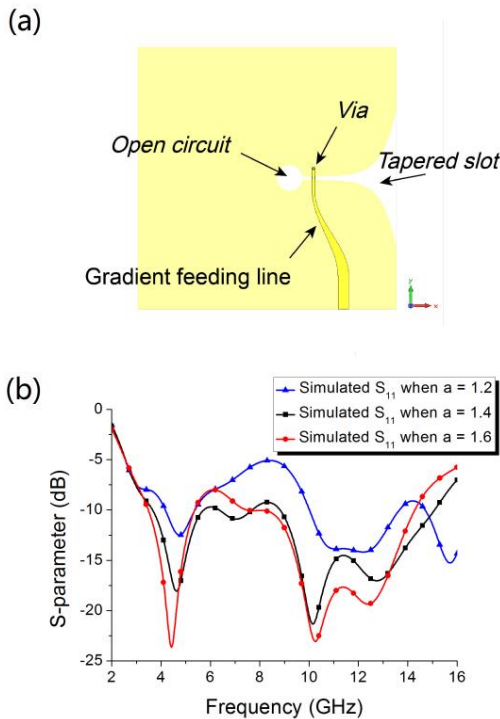 (a)
Via
Open circuit
Tapered slot
Gradient feeding line
y
x
(b)
Simulated S11 when a = 1.2
Simulated S11 when a = 1.4
Simulated S11 when a = 1.6
0
-5
-10
-15
-20
-25
S-parameter (dB)
2 4 6 8 10 12 14 16
Frequency (GHz)